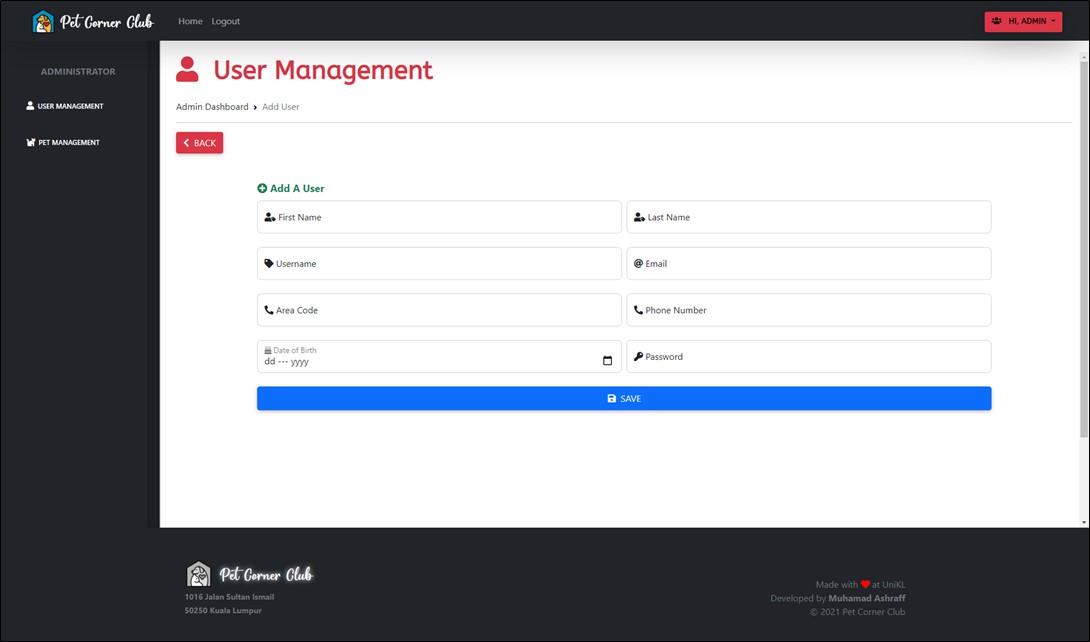 Pet Corner Club Home Logout HI, ADMIN
ADMINISTRATOR
USER MANAGEMENT
PET MANAGEMENT
User Management
Admin Dashboard › Add User
BACK
Add A User
First Name Last Name
Username @ Email
Area Code Phone Number
Date of Birth
dd --- yyyy
Password
SAVE
Pet Corner Club
1016 Jalan Sultan Ismail
50250 Kuala Lumpur
Made with ❤ at UniKL
Developed by Muhamad Ashraff
© 2021 Pet Corner Club